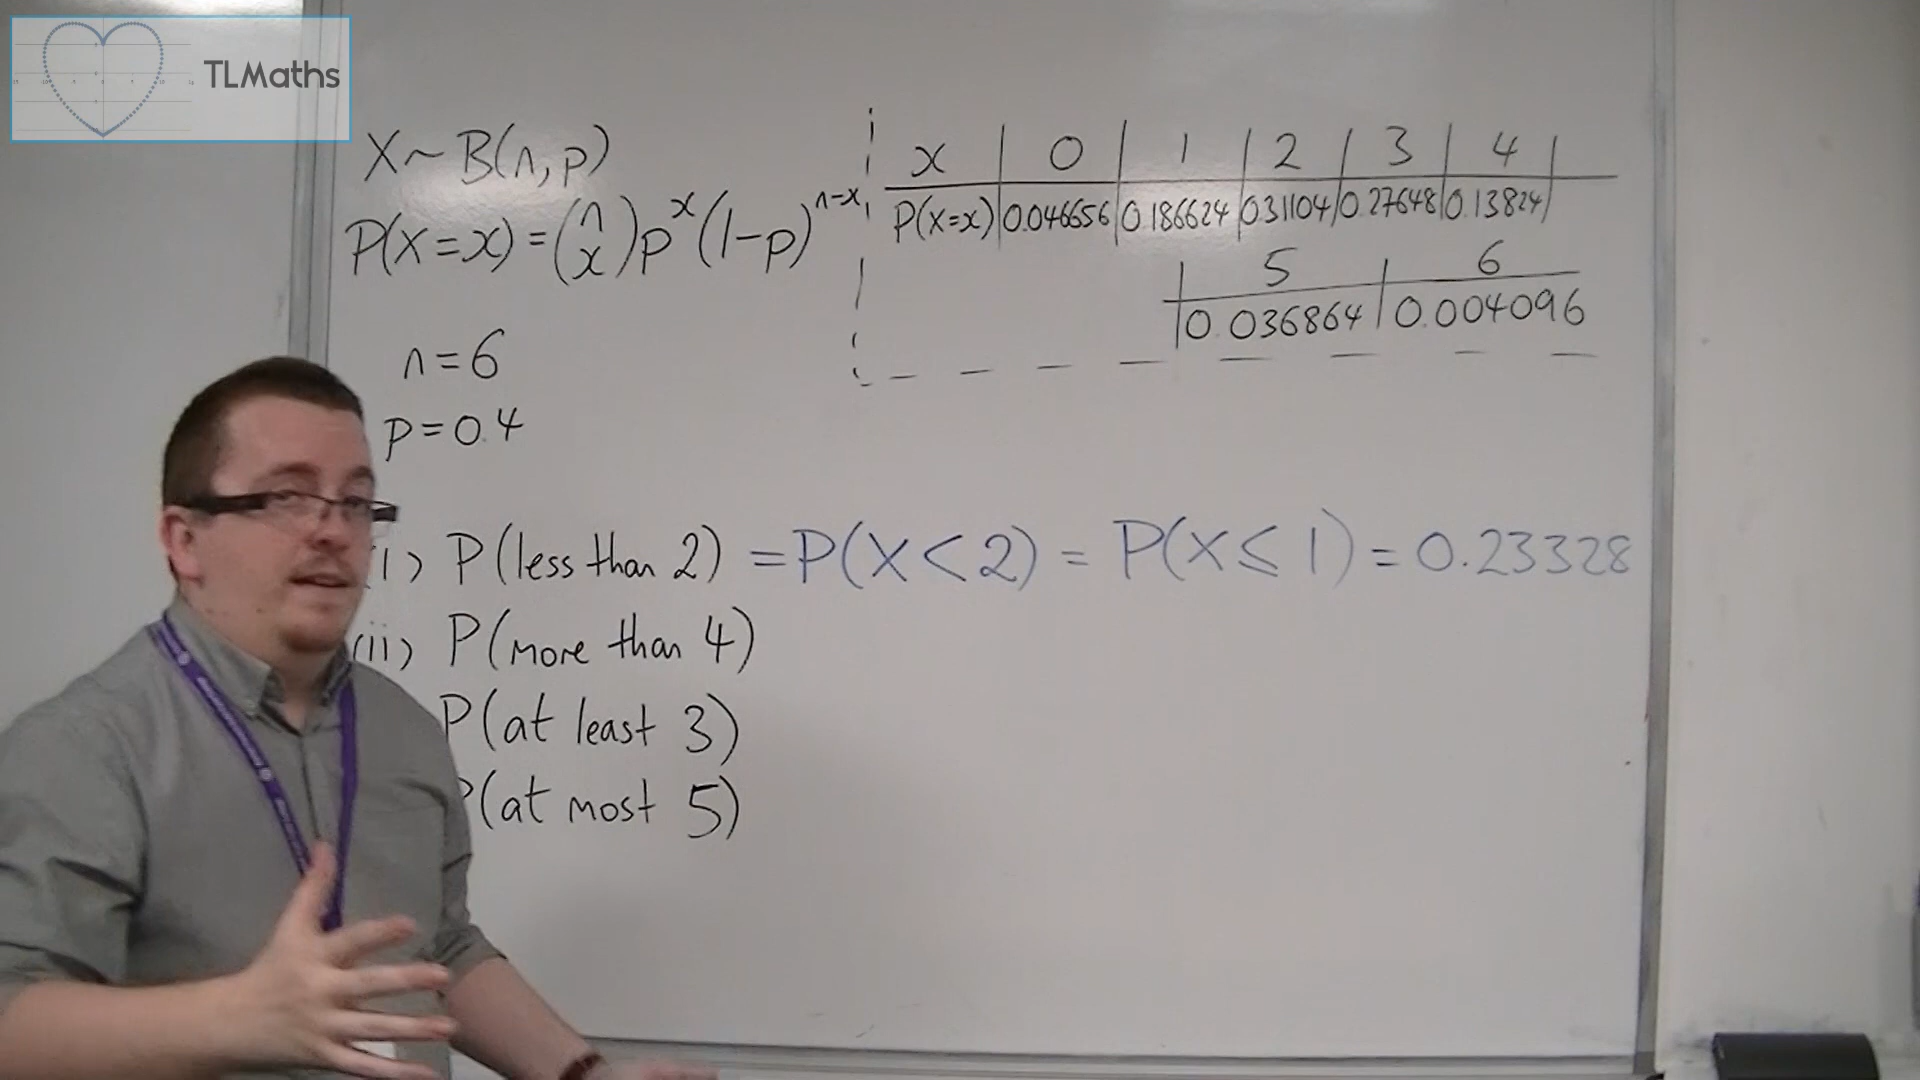 TLMaths
X~B(n,p)
P(X=x)=(n x)p^x(1-p)^n-x
n=6
p=0.4
x | 0 | 1 | 2 | 3 | 4 |
P(X=x) | 0.046656 | 0.186624 | 0.31104 | 0.27648 | 0.13824 |
| 5 | 6
| 0.036864 | 0.004096
(i) P(less than 2) = P(X<2) = P(X≤1) = 0.23328
(ii) P(more than 4)
P(at least 3)
P(at most 5)